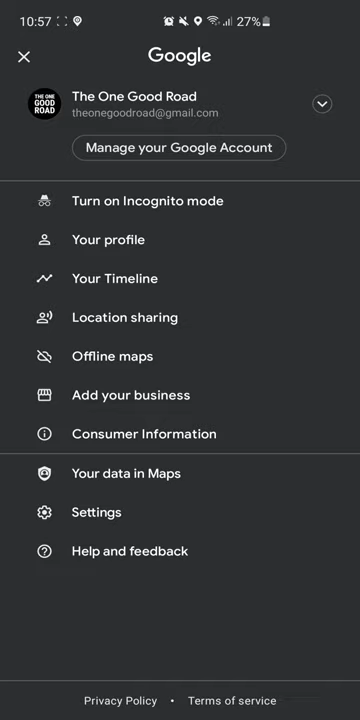 10:57 27%
Google
THE ONE
GOOD
ROAD
The One Good Road
theonegoodroad@gmail.com
Manage your Google Account
Turn on Incognito mode
Your profile
Your Timeline
Location sharing
Offline maps
Add your business
Consumer Information
Your data in Maps
Settings
Help and feedback
Privacy Policy • Terms of service